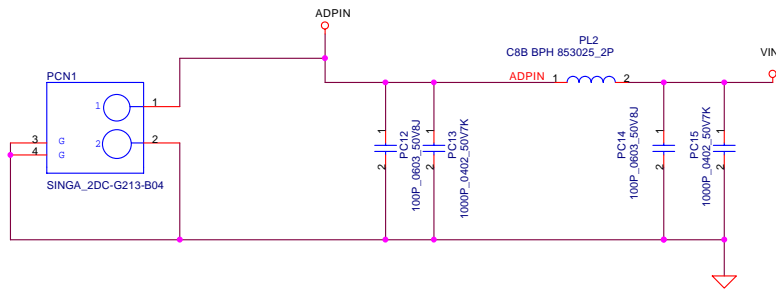 ADPIN
PL2
C8B BPH 853025_2P
VIN
PCN1
ADPIN
1
2
1
1
2
2
3
G
4
G
SINGA_2DC-G213-B04
1
2
PC12
100P_0603_50V8J
1
2
PC13
1000P_0402_50V7K
1
2
PC14
100P_0603_50V8J
1
2
PC15
1000P_0402_50V7K